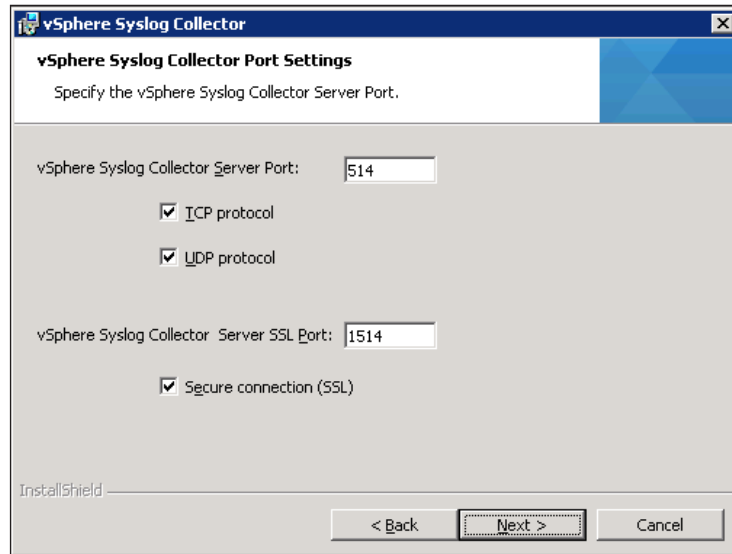 vSphere Syslog Collector
vSphere Syslog Collector Port Settings
Specify the vSphere Syslog Collector Server Port.
vSphere Syslog Collector Server Port: 514
TCP protocol
UDP protocol
vSphere Syslog Collector Server SSL Port: 1514
Secure connection (SSL)
InstallShield
< Back Next > Cancel